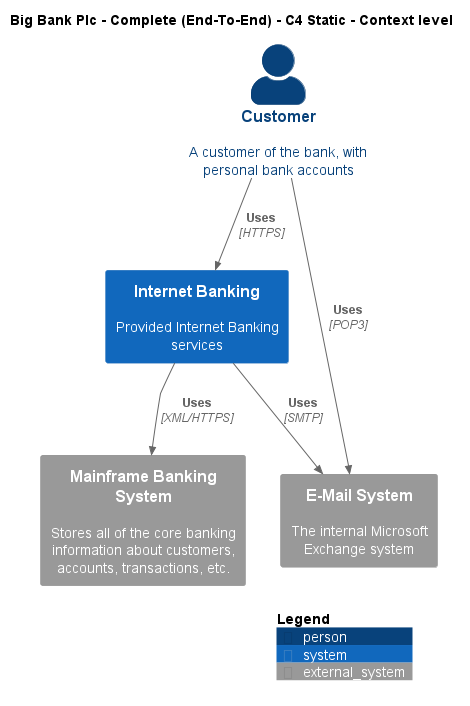 Big Bank Plc - Complete (End-To-End) - C4 Static - Context level
Customer
A customer of the bank, with
personal bank accounts
Uses
[HTTPS]
Uses
[POP3]
Internet Banking
Provided Internet Banking
services
Uses
[XML/HTTPS]
Uses
[SMTP]
Mainframe Banking
System
Stores all of the core banking
information about customers,
accounts, transactions, etc.
E-Mail System
The internal Microsoft
Exchange system
Legend
person
system
external_system